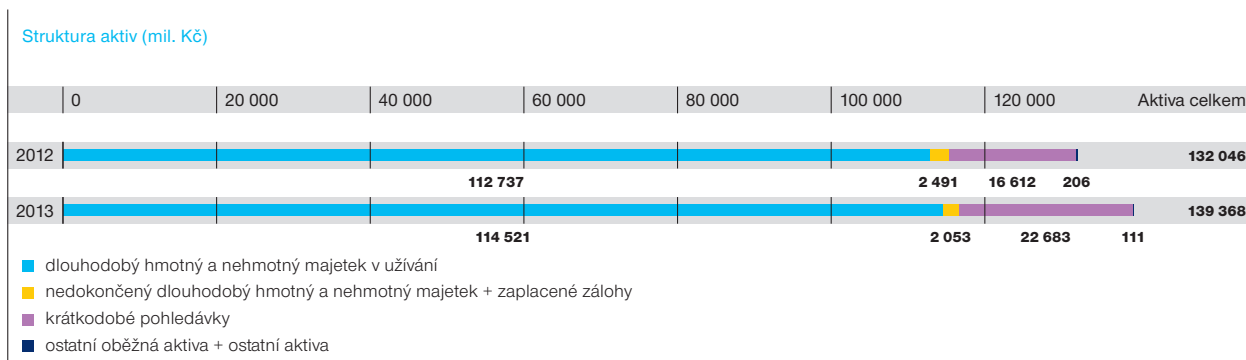 Struktura aktiv (mil. Kč)
0 20 000 40 000 60 000 80 000 100 000 120 000 Aktiva celkem
2012 132 046
112 737 2 491 16 612 206
2013 139 368
114 521 2 053 22 683 111
dlouhodobý hmotný a nehmotný majetek v užívání
nedokončený dlouhodobý hmotný a nehmotný majetek + zaplacené zálohy
krátkodobé pohledávky
ostatní oběžná aktiva + ostatní aktiva